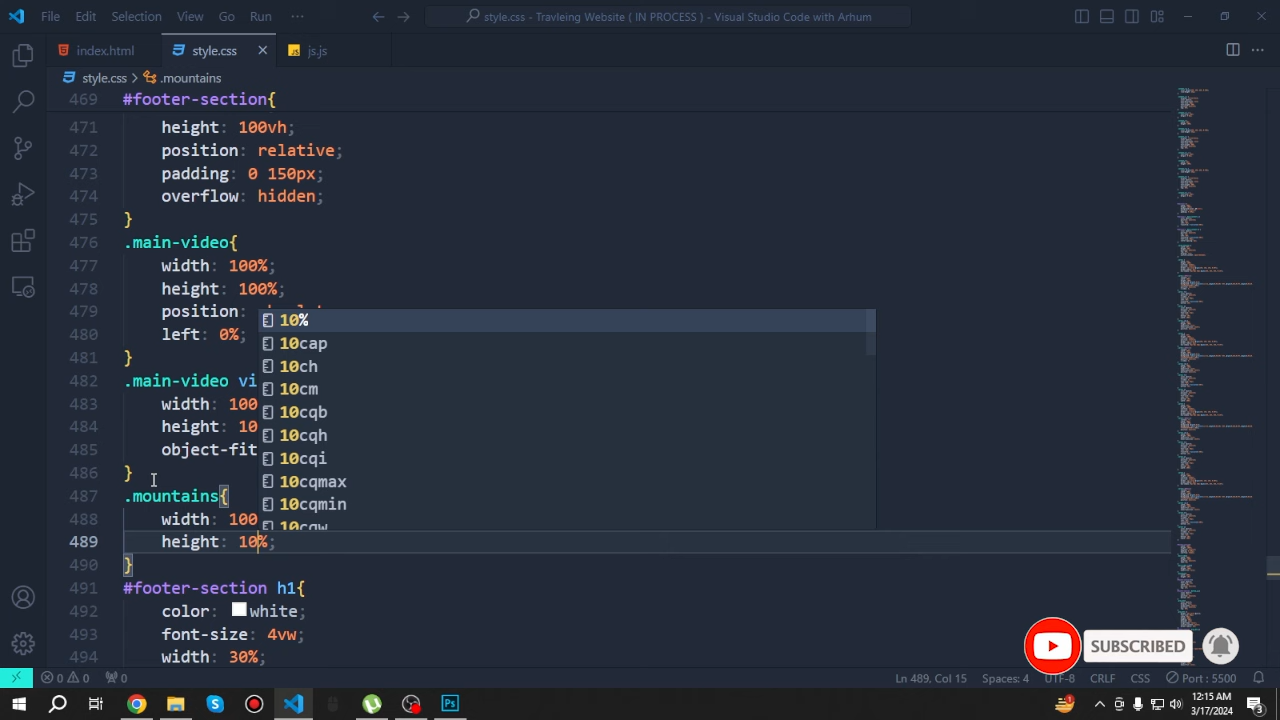 File Edit Selection View Go Run ···
style.css - Travleing Website ( IN PROCESS ) - Visual Studio Code with Arhum
index.html style.css js.js
style.css > .mountains
469 #footer-section{
471 height: 100vh;
472 position: relative;
473 padding: 0 150px;
474 overflow: hidden;
475 }
476 .main-video{
477 width: 100%;
478 height: 100%;
479 position:
480 left: 0%;
481 }
482 .main-video vi
483 width: 100
484 height: 10
485 object-fit
486 }
487 .mountains{
488 width: 100
489 height: 10%;
490 }
491 #footer-section h1{
492 color: white;
493 font-size: 4vw;
494 width: 30%;
10%
10cap
10ch
10cm
10cqb
10cqh
10cqi
10cqmax
10cqmin
10cqw
SUBSCRIBED
0 0 0 Ln 489, Col 15 Spaces: 4 UTF-8 CRLF CSS Port : 5500
12:15 AM
3/17/2024